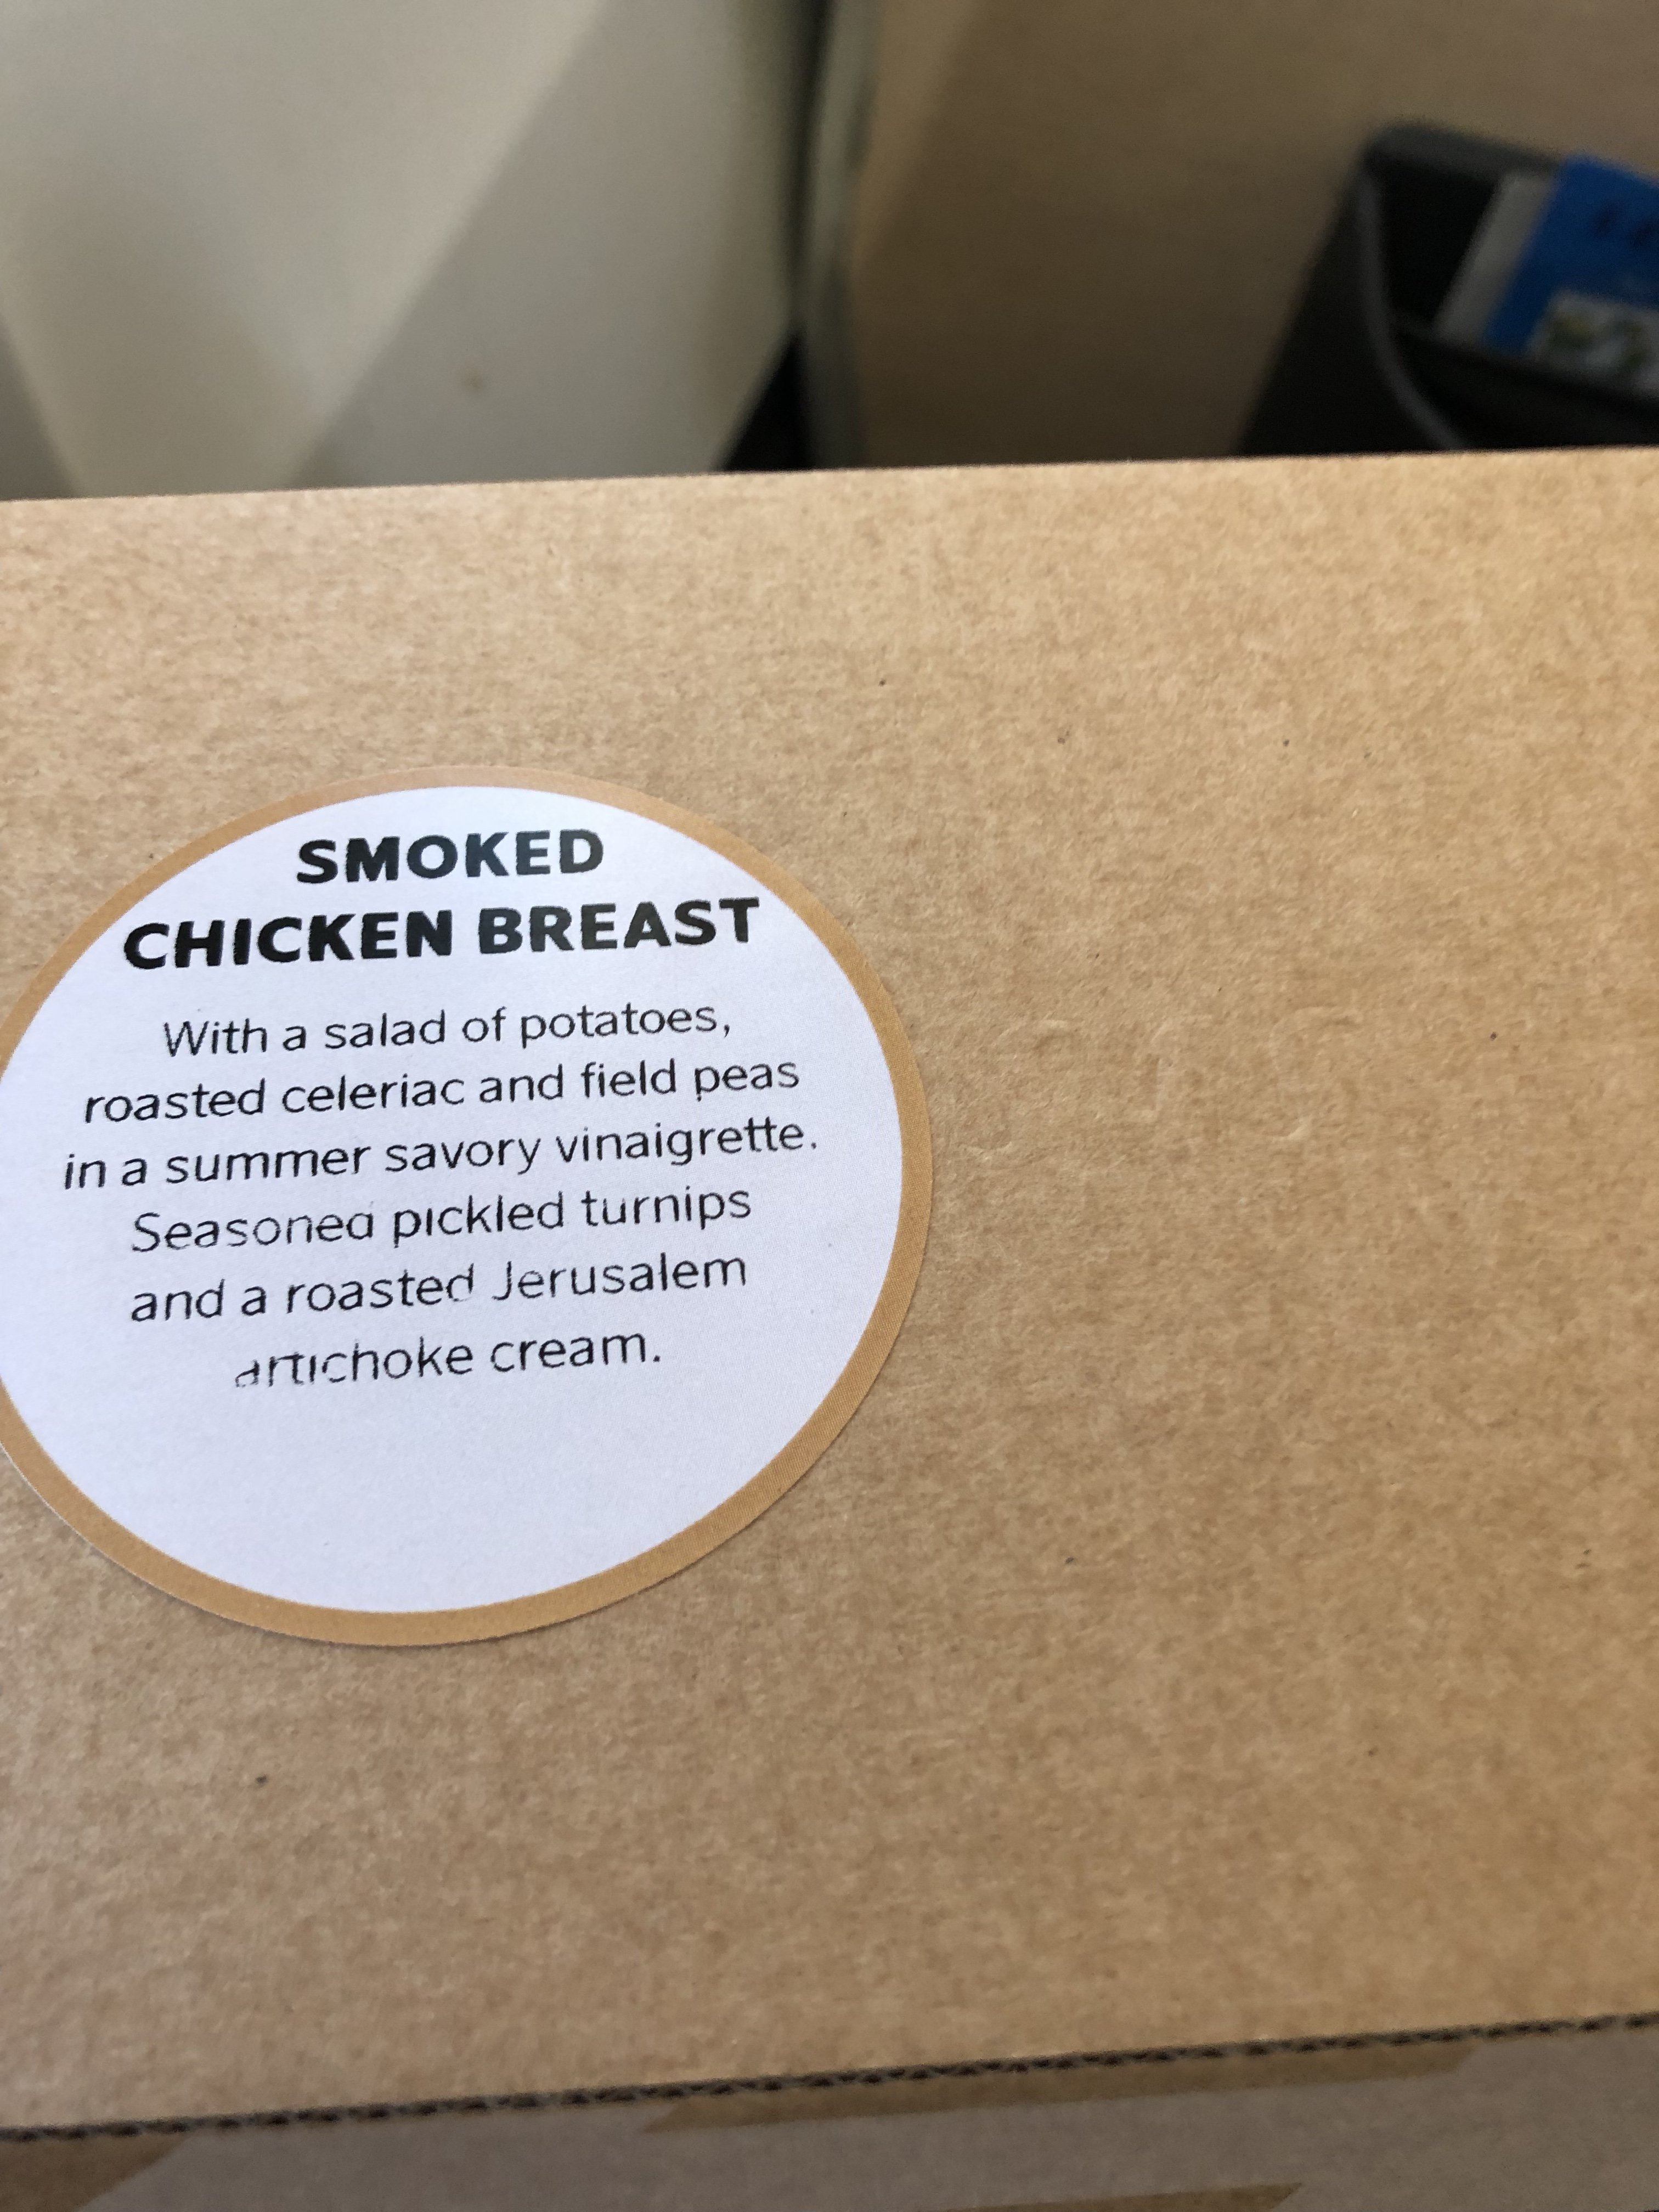 SMOKED
CHICKEN BREAST
With a salad of potatoes,
roasted celeriac and field peas
in a summer savory vinaigrette.
Seasoned pickled turnips
and a roasted Jerusalem
artichoke cream.